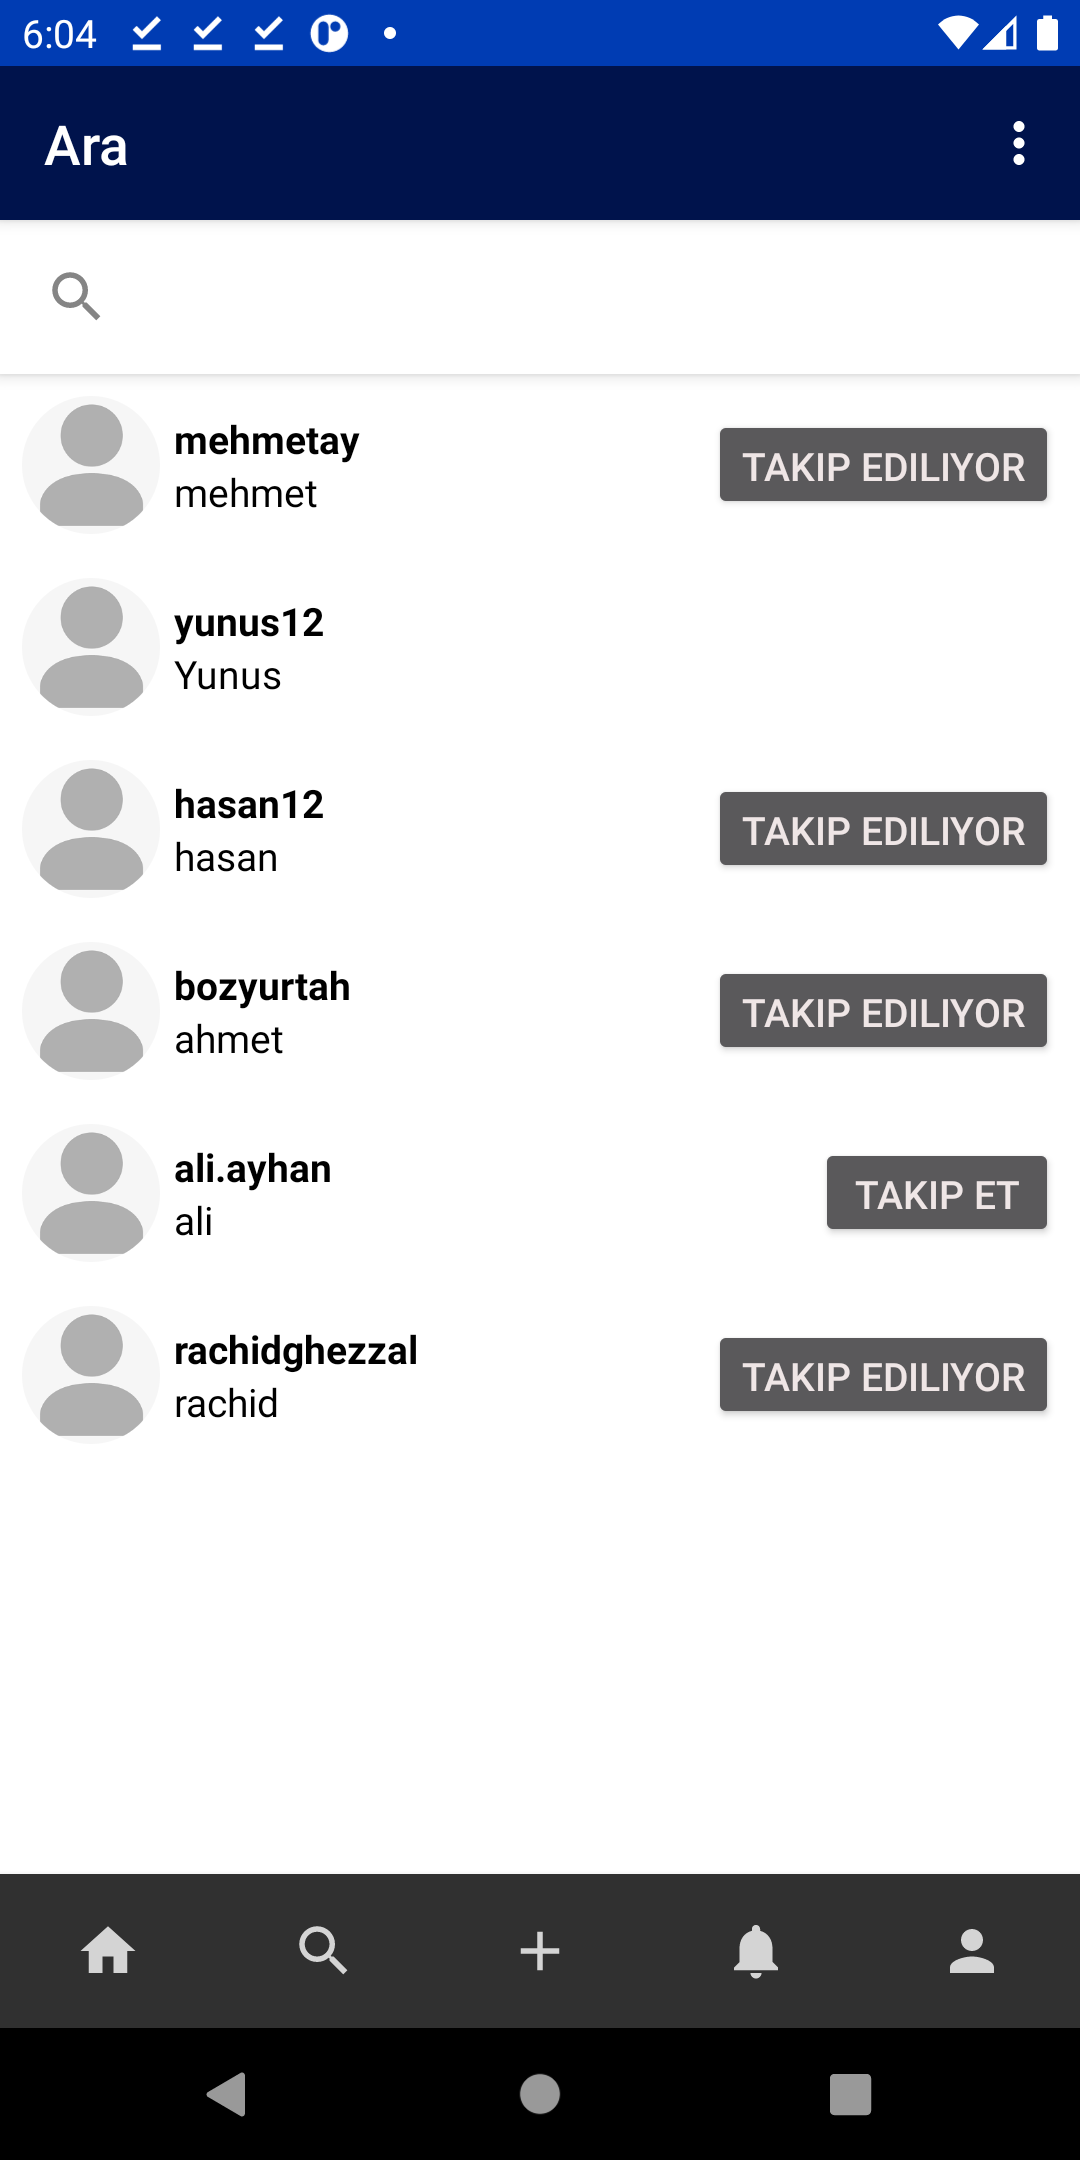 6:04
Ara
mehmetay
mehmet
TAKIP EDILIYOR
yunus12
Yunus
hasan12
hasan
TAKIP EDILIYOR
bozyurtah
ahmet
TAKIP EDILIYOR
ali.ayhan
ali
TAKIP ET
rachidghezzal
rachid
TAKIP EDILIYOR